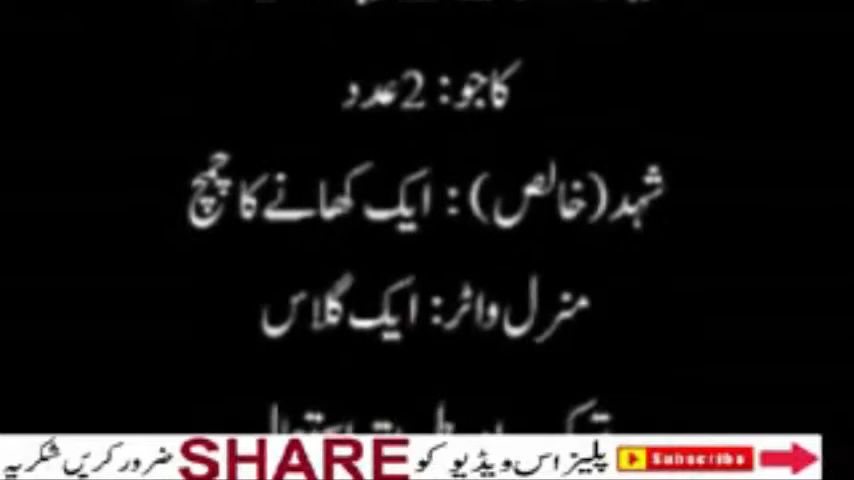 کاجو: 2 عدد
شہد (خالص): ایک کھانے کا چمچ
منرل واٹر: ایک گلاس
پلیز اس ویڈیو کو SHARE ضرور کریں شکریہ
Subscribe